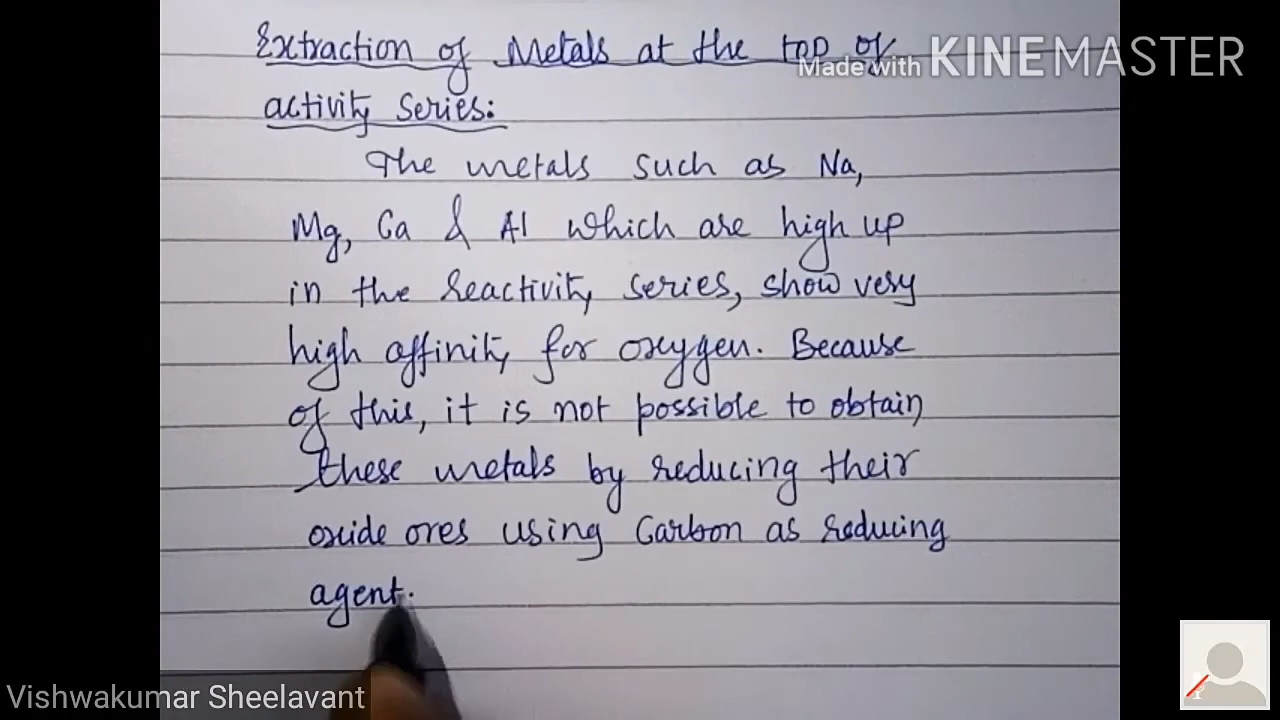 Extraction of Metals at the top of
Made with KINEMASTER
activity series:
The metals such as Na,
Mg, Ca & Al which are high up
in the reactivity series, show very
high affinity for oxygen. Because
of this, it is not possible to obtain
these metals by reducing their
oxide ores using Carbon as reducing
agent.
Vishwakumar Sheelavant